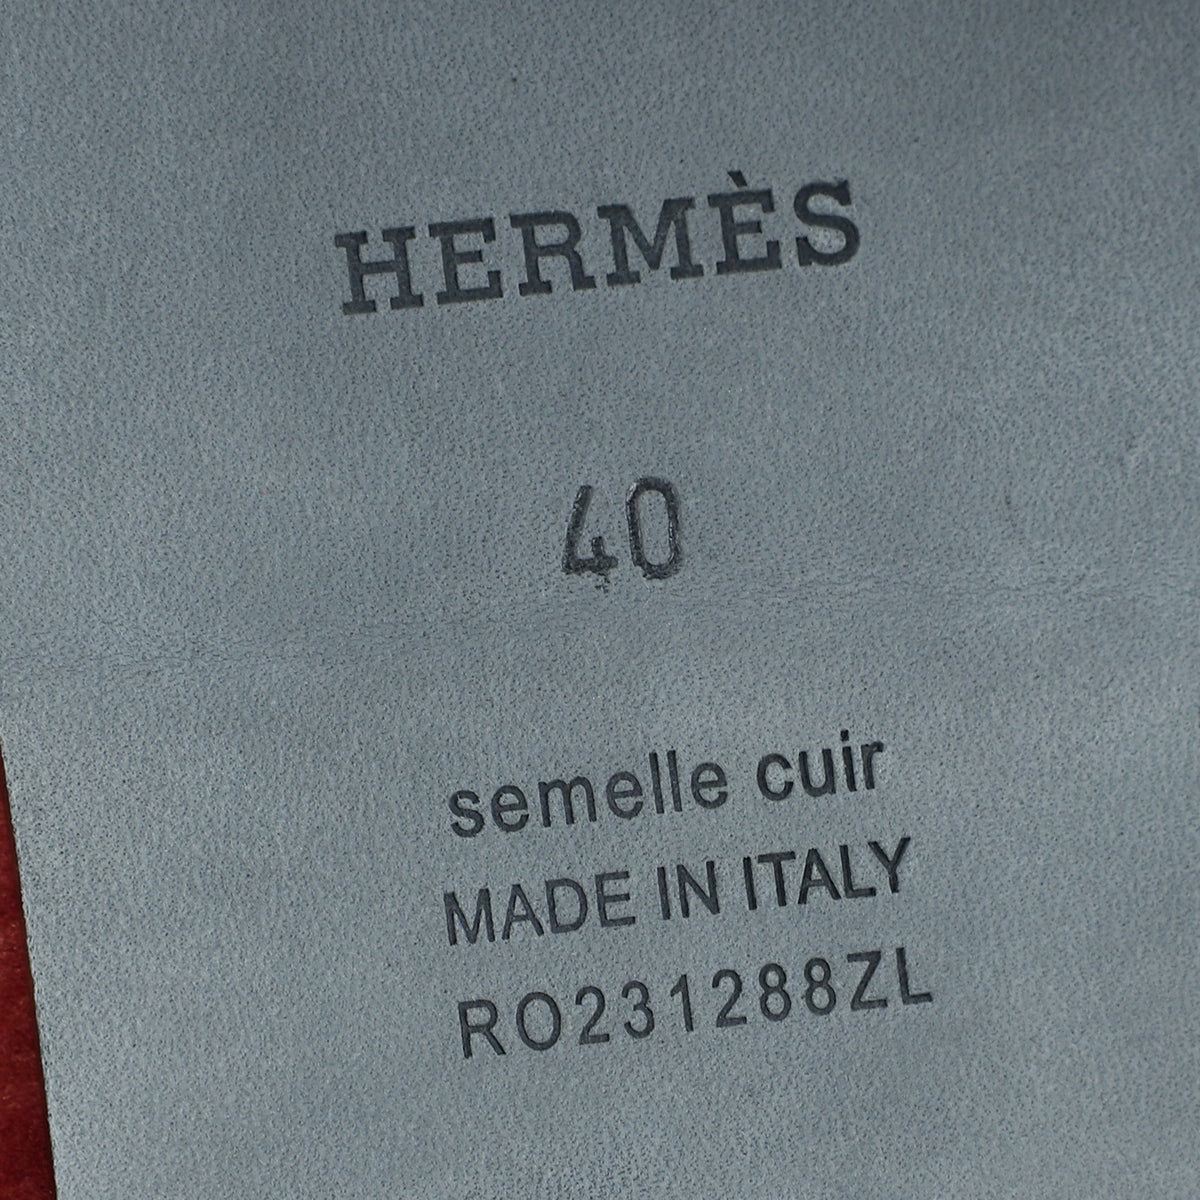 HERMÈS
40
semelle cuir
MADE IN ITALY
RO231288ZL